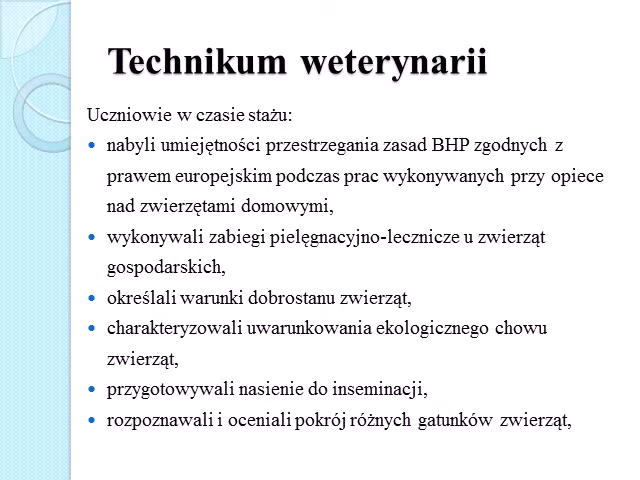 Technikum weterynarii
Uczniowie w czasie stażu:
• nabyli umiejętności przestrzegania zasad BHP zgodnych z
prawem europejskim podczas prac wykonywanych przy opiece
nad zwierzętami domowymi,
• wykonywali zabiegi pielęgnacyjno-lecznicze u zwierząt
gospodarskich,
• określali warunki dobrostanu zwierząt,
• charakteryzowali uwarunkowania ekologicznego chowu
zwierząt,
• przygotowywali nasienie do inseminacji,
• rozpoznawali i oceniali pokrój różnych gatunków zwierząt,